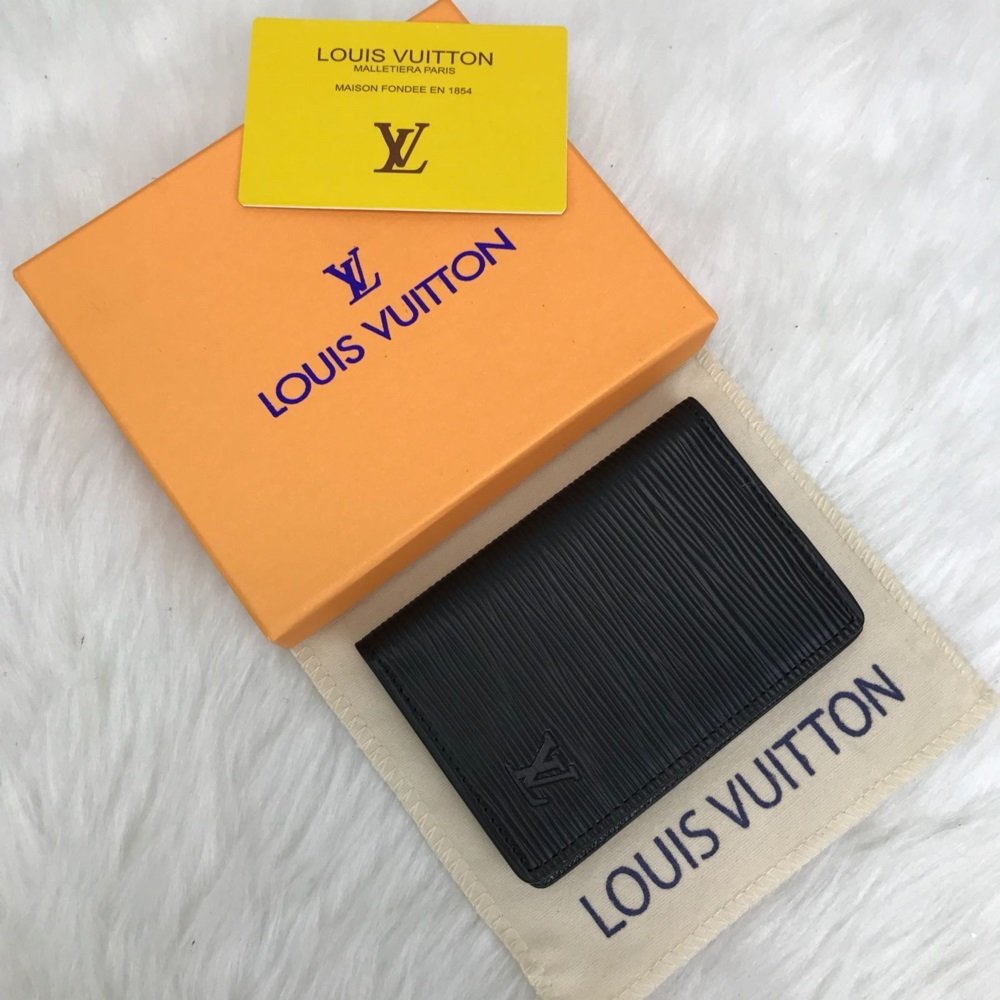 LOUIS VUITTON
MALLETIERA PARIS
MAISON FONDEE EN 1854
LV
LV
LOUIS VUITTON
LV
LOUIS VUITTON